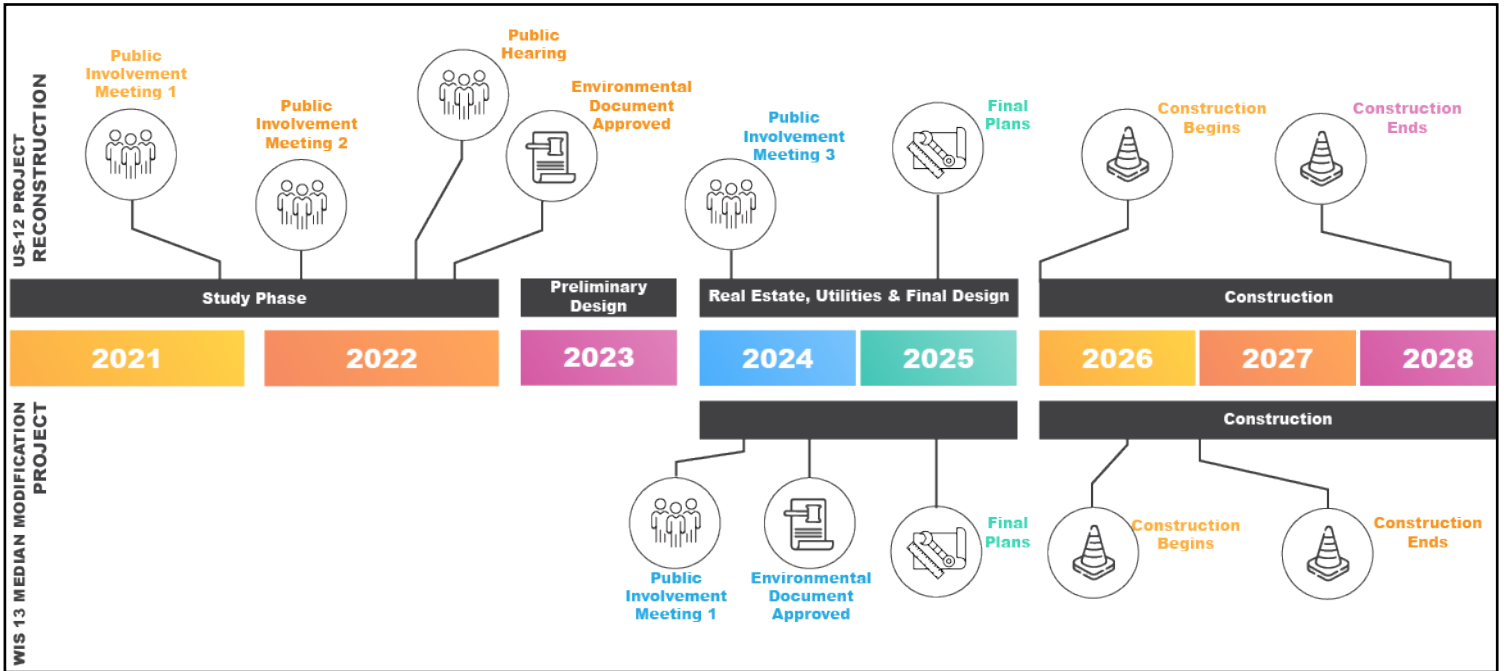 US-12 PROJECT
RECONSTRUCTION
Public
Involvement
Meeting 1
Public
Involvement
Meeting 2
Public
Hearing
Environmental
Document
Approved
Public
Involvement
Meeting 3
Final
Plans
Construction
Begins
Construction
Ends
Study Phase
Preliminary
Design
Real Estate, Utilities & Final Design
Construction
2021
2022
2023
2024
2025
2026
2027
2028
WIS 13 MEDIAN MODIFICATION
PROJECT
Construction
Public
Involvement
Meeting 1
Environmental
Document
Approved
Final
Plans
Construction
Begins
Construction
Ends